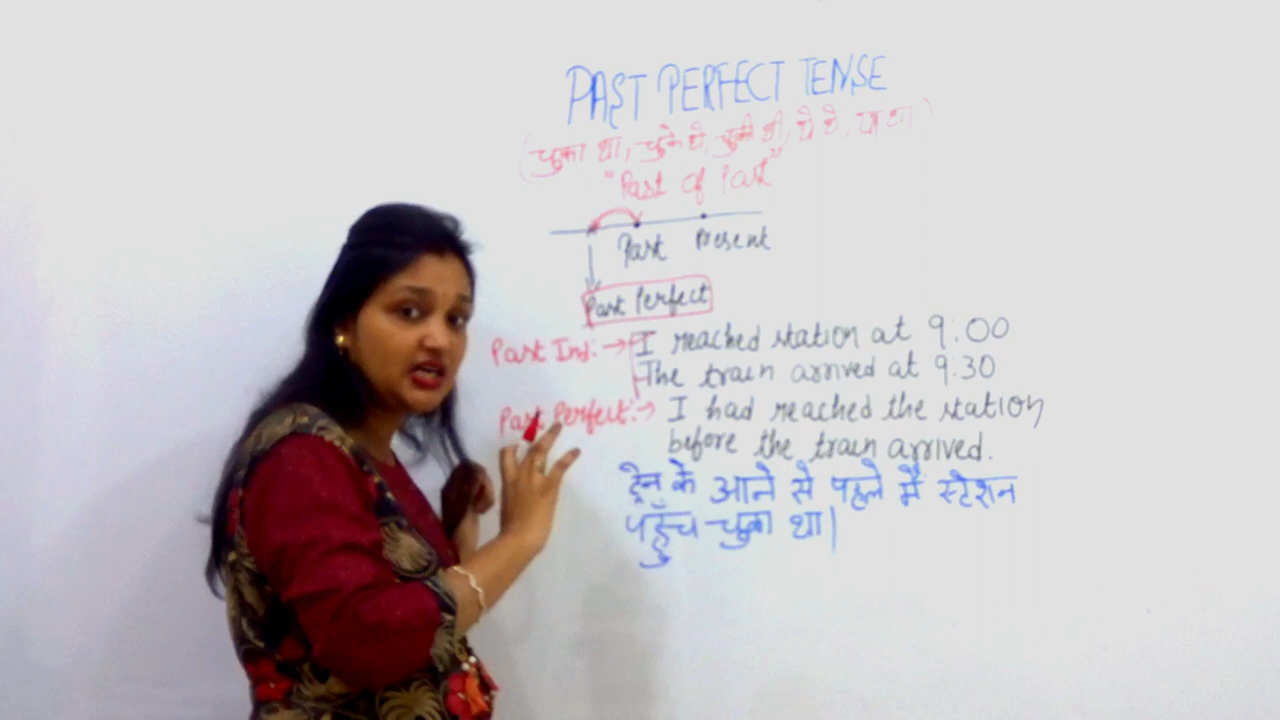 PAST PERFECT TENSE
(चुका था, चुके थे, चुकी थी, ये थे, या था)
"Past of Past"
Past Present
Past Perfect
Past Ind: → I reached station at 9:00
The train arrived at 9:30
Past Perfect: → I had reached the station
before the train arrived.
ट्रेन के आने से पहले मैं स्टेशन
पहुँच चुका था|